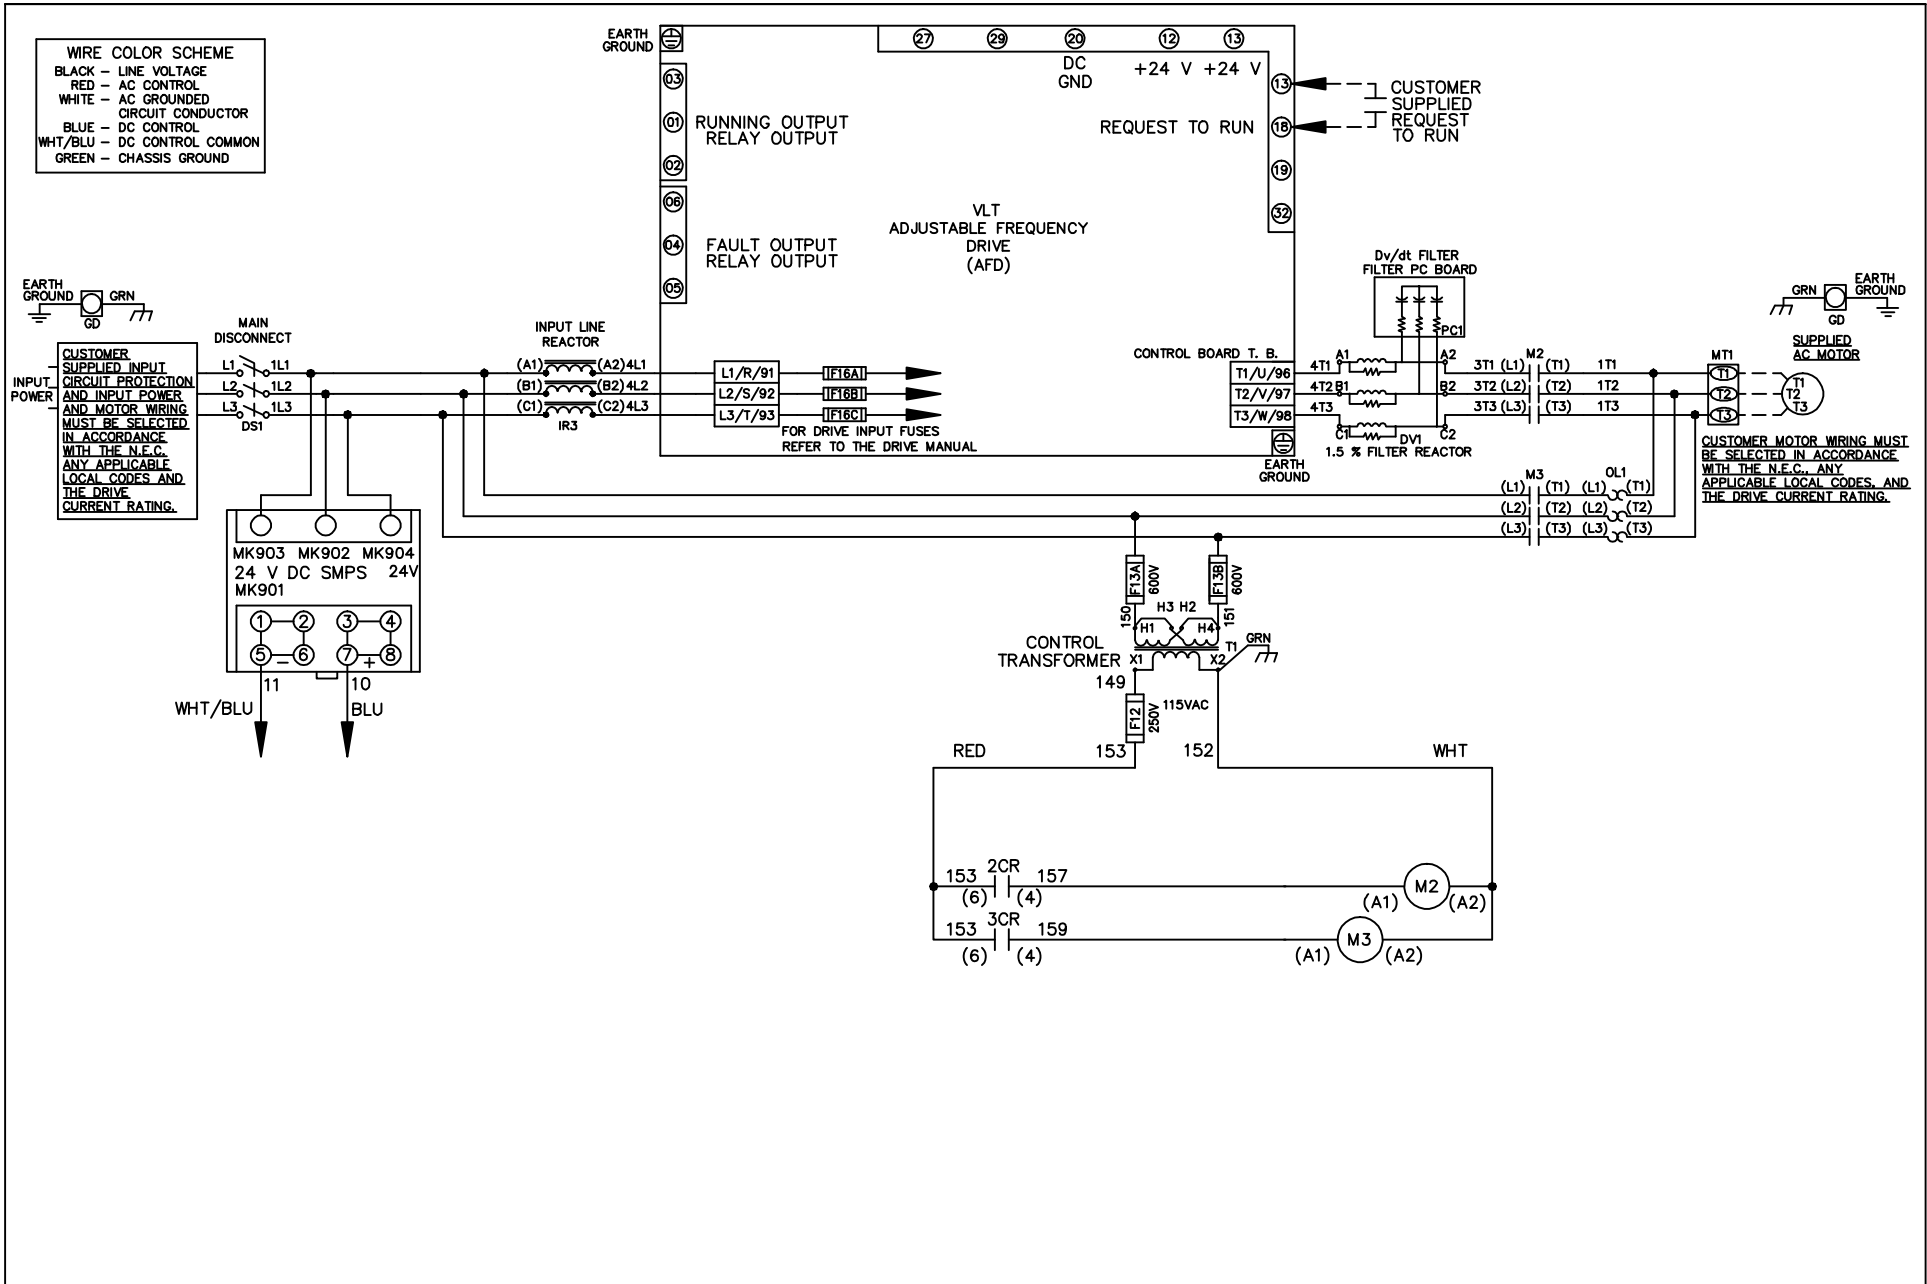 WIRE COLOR SCHEME
BLACK – LINE VOLTAGE
RED – AC CONTROL
WHITE – AC GROUNDED
CIRCUIT CONDUCTOR
BLUE – DC CONTROL
WHT/BLU – DC CONTROL COMMON
GREEN – CHASSIS GROUND
EARTH
GROUND
03
01
02
RUNNING OUTPUT
RELAY OUTPUT
06
04
05
FAULT OUTPUT
RELAY OUTPUT
27
29
20
12
13
DC
GND
+24 V
+24 V
13
REQUEST TO RUN
18
19
32
CUSTOMER
SUPPLIED
REQUEST
TO RUN
VLT
ADJUSTABLE FREQUENCY
DRIVE
(AFD)
Dv/dt FILTER
FILTER PC BOARD
PC1
EARTH
GROUND
GRN
GD
INPUT
POWER
CUSTOMER
SUPPLIED INPUT
CIRCUIT PROTECTION
AND INPUT POWER
AND MOTOR WIRING
MUST BE SELECTED
IN ACCORDANCE
WITH THE N.E.C.
ANY APPLICABLE
LOCAL CODES AND
THE DRIVE
CURRENT RATING.
MAIN
DISCONNECT
L1 1L1
L2 1L2
L3 1L3
DS1
INPUT LINE
REACTOR
(A1) (A2) 4L1
(B1) (B2) 4L2
(C1) (C2) 4L3
IR3
L1/R/91 F16A
L2/S/92 F16B
L3/T/93 F16C
FOR DRIVE INPUT FUSES
REFER TO THE DRIVE MANUAL
CONTROL BOARD T. B.
T1/U/96
T2/V/97
T3/W/98
EARTH
GROUND
4T1 A1 A2
4T2 B1 B2
4T3
C1 C2
DV1
1.5 % FILTER REACTOR
M2
3T1 (L1) (T1) 1T1
3T2 (L2) (T2) 1T2
3T3 (L3) (T3) 1T3
MT1
T1
T2
T3
GRN
EARTH
GROUND
GD
SUPPLIED
AC MOTOR
T1
T2
T3
CUSTOMER MOTOR WIRING MUST
BE SELECTED IN ACCORDANCE
WITH THE N.E.C., ANY
APPLICABLE LOCAL CODES, AND
THE DRIVE CURRENT RATING.
M3 OL1
(L1) (T1) (L1) (T1)
(L2) (T2) (L2) (T2)
(L3) (T3) (L3) (T3)
MK903 MK902 MK904
24 V DC SMPS 24V
MK901
1 2 3 4
5 – 6 7 + 8
11 10
WHT/BLU BLU
F13A
600V
F13B
600V
150
151
H3 H2
H1 H4
CONTROL
TRANSFORMER
T1
GRN
X1 X2
149
F12
250V
115VAC
RED 153 152 WHT
2CR
153 157
(6) (4)
M2
(A1) (A2)
3CR
153 159
(6) (4)
M3
(A1) (A2)